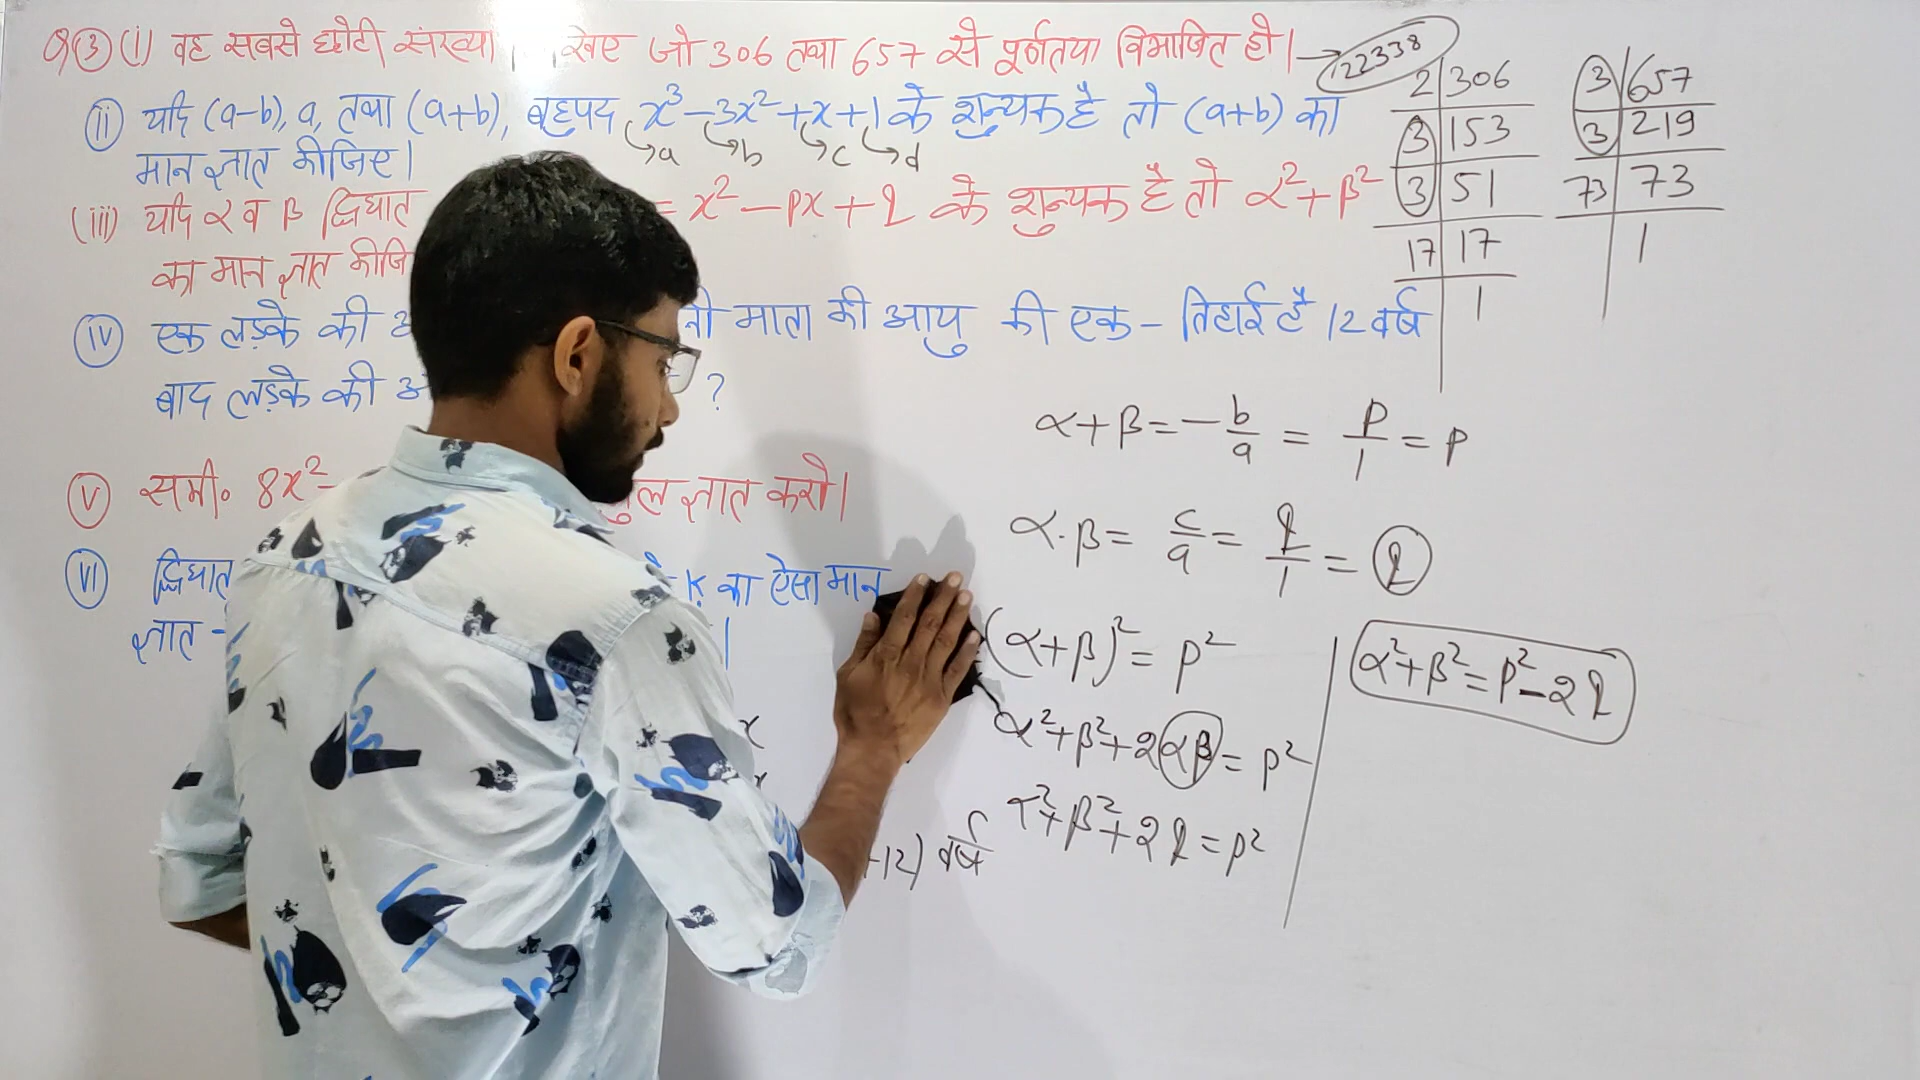 Q③ (i) वह सबसे छोटी संख्या जो 306 तथा 657 से पूर्णतया विभाजित हो। → 22338
(ii) यदि (a-b), a, तथा (a+b), बहुपद x³-3x²+x+1 के शुन्यक है तो (a+b) का
→a →b →c →d
मान ज्ञात कीजिए।
(iii) यदि α व β द्विघात = x²-px+q के शुन्यक है तो α²+β²
का मान ज्ञात
(iv) एक लड़के की माता की आयु की एक-तिहाई है 12 वर्ष
बाद लड़के की ?
(v) समी० 8x²- ज्ञात करो।
(vi) द्विघात K का ऐसा मान
ज्ञात
2 | 306
3 | 153
3 | 51
17 | 17
1
3 | 657
3 | 219
73 | 73
1
α+β = -b/a = p/1 = p
α.β = c/a = q/1 = q
(α+β)² = p²
α²+β²+2αβ = p²
α²+β²+2q = p²
α²+β² = p²-2q
x
+12) वर्ष